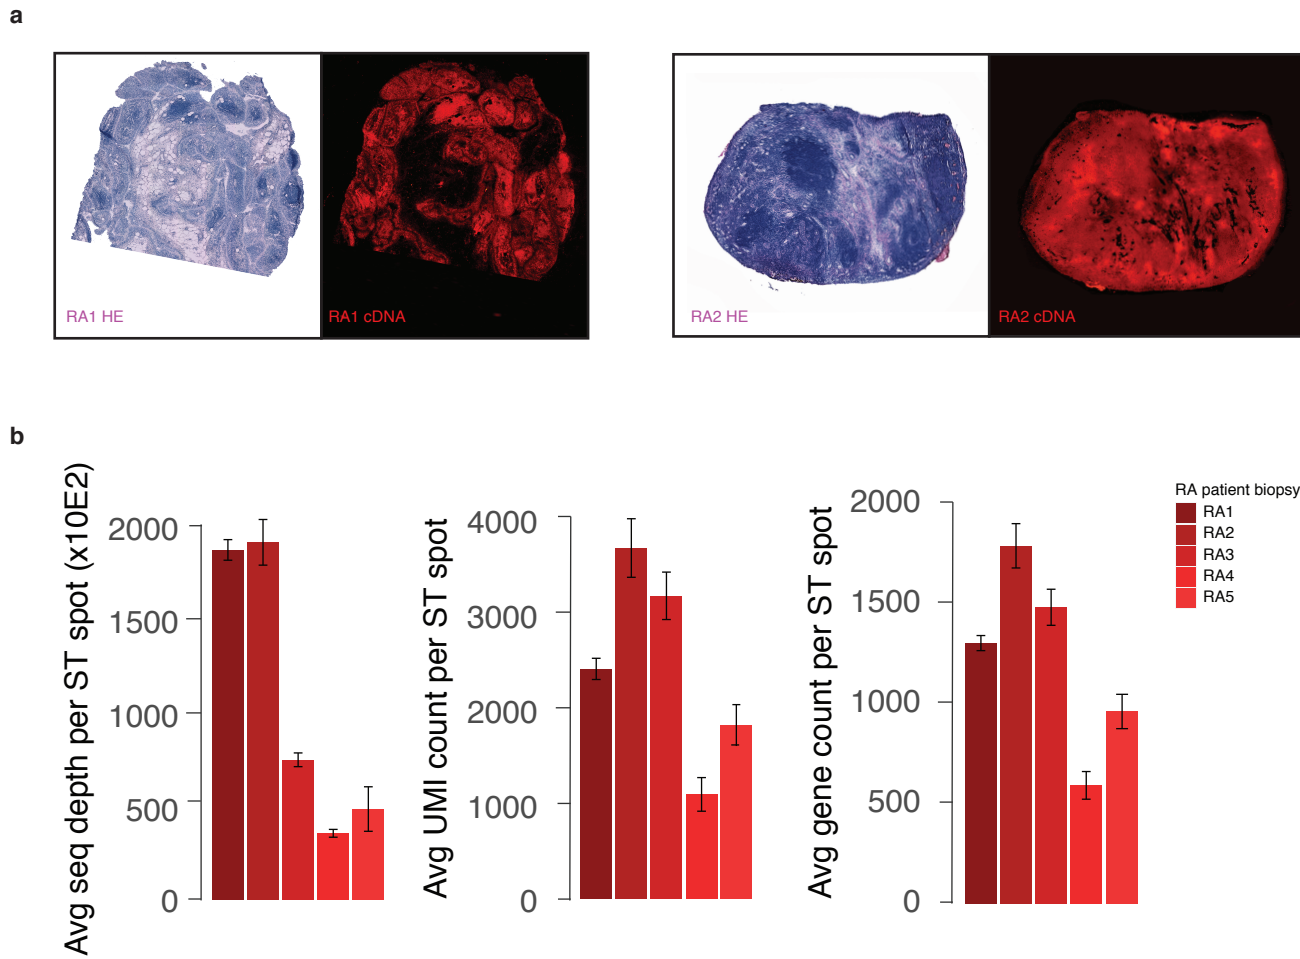 a
RA1 HE
RA1 cDNA
RA2 HE
RA2 cDNA
b
Avg seq depth per ST spot (x10E2)
2000
1500
1000
500
0
Avg UMI count per ST spot
4000
3000
2000
1000
0
Avg gene count per ST spot
2000
1500
1000
500
0
RA patient biopsy
RA1
RA2
RA3
RA4
RA5